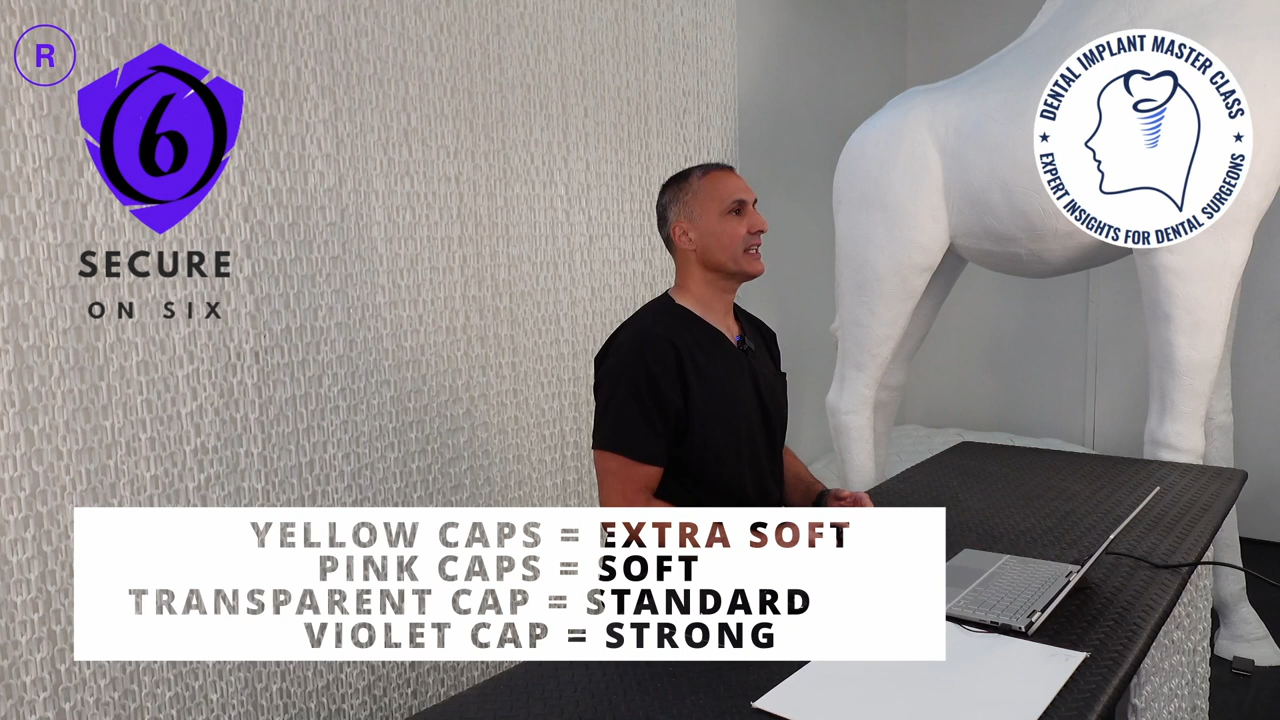 R
6
SECURE
ON SIX
DENTAL IMPLANT MASTER CLASS
★ EXPERT INSIGHTS FOR DENTAL SURGEONS ★
YELLOW CAPS = EXTRA SOFT
PINK CAPS = SOFT
TRANSPARENT CAP = STANDARD
VIOLET CAP = STRONG